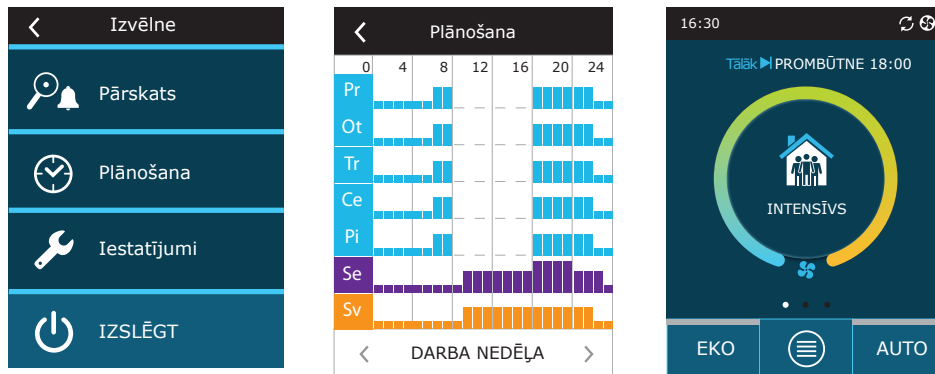 Izvēlne
Pārskats
Plānošana
Iestatījumi
IZSLĒGT
Plānošana
0 4 8 12 16 20 24
Pr
Ot
Tr
Ce
Pi
Se
Sv
DARBA NEDĒĻA
16:30
Tālāk PROMBŪTNE 18:00
INTENSĪVS
EKO
AUTO